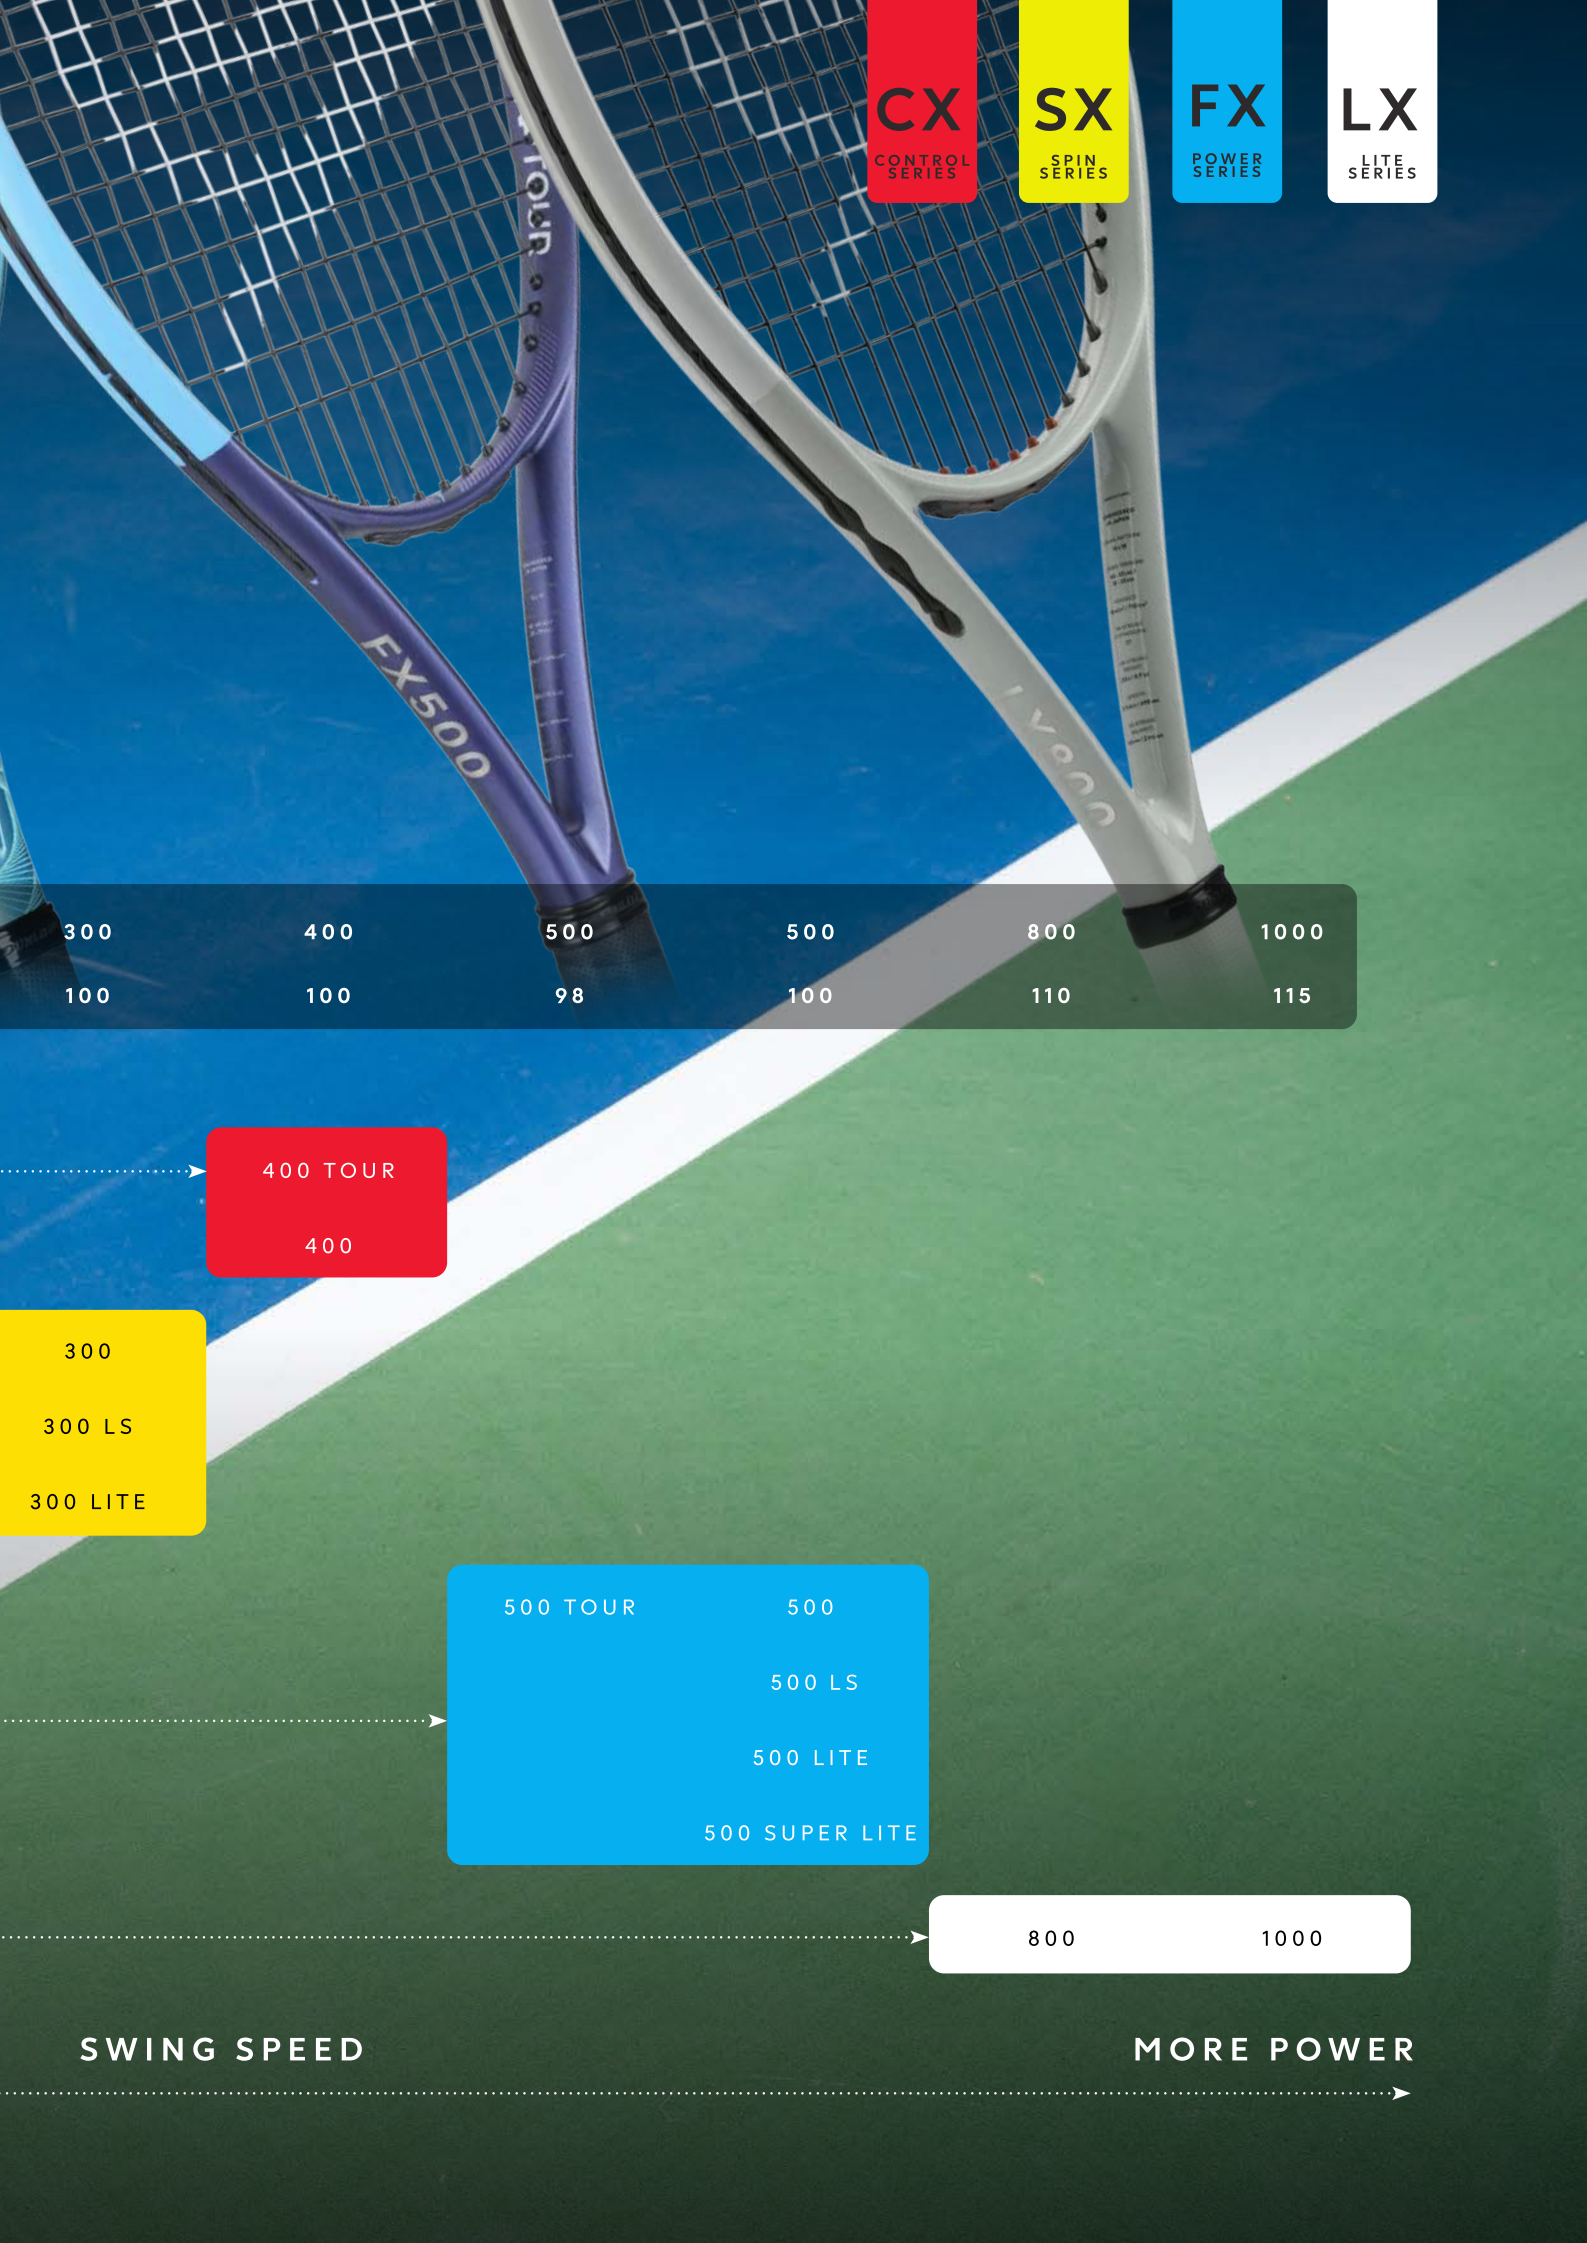 CX
CONTROL
SERIES
SX
SPIN
SERIES
FX
POWER
SERIES
LX
LITE
SERIES
TOUR
FX500
LX800
300 400 500 500 800 1000
100 100 98 100 110 115
400 TOUR
400
300
300 LS
300 LITE
500 TOUR 500
500 LS
500 LITE
500 SUPER LITE
800 1000
SWING SPEED MORE POWER